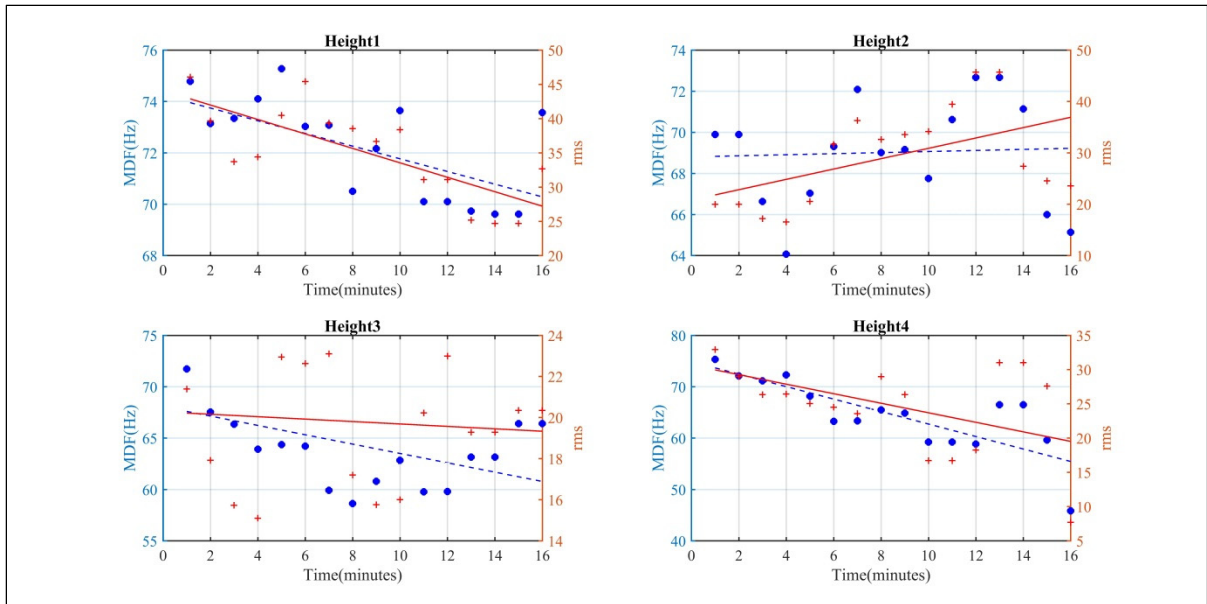 Height1
76
74
72
70
68
MDF(Hz)
50
45
40
35
30
25
20
rms
0 2 4 6 8 10 12 14 16
Time(minutes)
Height2
74
72
70
68
66
64
MDF(Hz)
50
40
30
20
10
rms
0 2 4 6 8 10 12 14 16
Time(minutes)
Height3
75
70
65
60
55
MDF(Hz)
24
22
20
18
16
14
rms
0 2 4 6 8 10 12 14 16
Time(minutes)
Height4
80
70
60
50
40
MDF(Hz)
35
30
25
20
15
10
5
rms
0 2 4 6 8 10 12 14 16
Time(minutes)